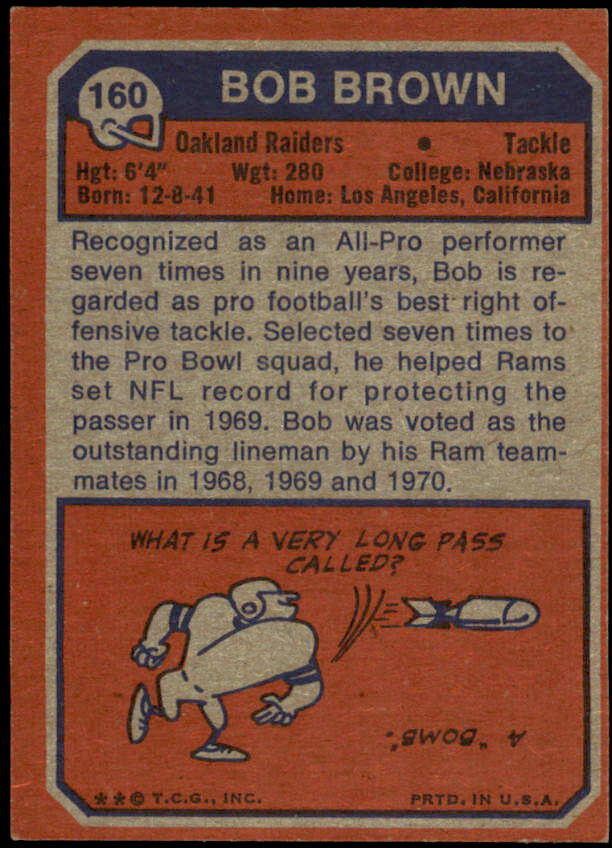 160
BOB BROWN
Oakland Raiders • Tackle
Hgt: 6'4" Wgt: 280 College: Nebraska
Born: 12-8-41 Home: Los Angeles, California
Recognized as an All-Pro performer
seven times in nine years, Bob is re-
garded as pro football's best right of-
fensive tackle. Selected seven times to
the Pro Bowl squad, he helped Rams
set NFL record for protecting the
passer in 1969. Bob was voted as the
outstanding lineman by his Ram team-
mates in 1968, 1969 and 1970.
WHAT IS A VERY LONG PASS
CALLED?
A "BOMB".
**© T.C.G., INC. PRTD. IN U.S.A.